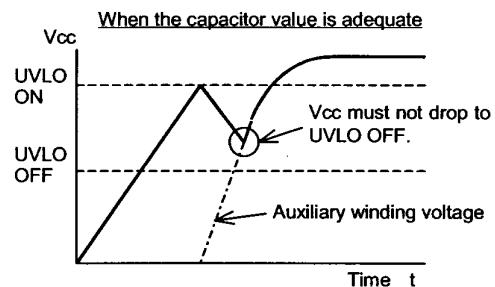 When the capacitor value is adequate
Vcc
UVLO
ON
Vcc must not drop to
UVLO OFF.
UVLO
OFF
Auxiliary winding voltage
Time t